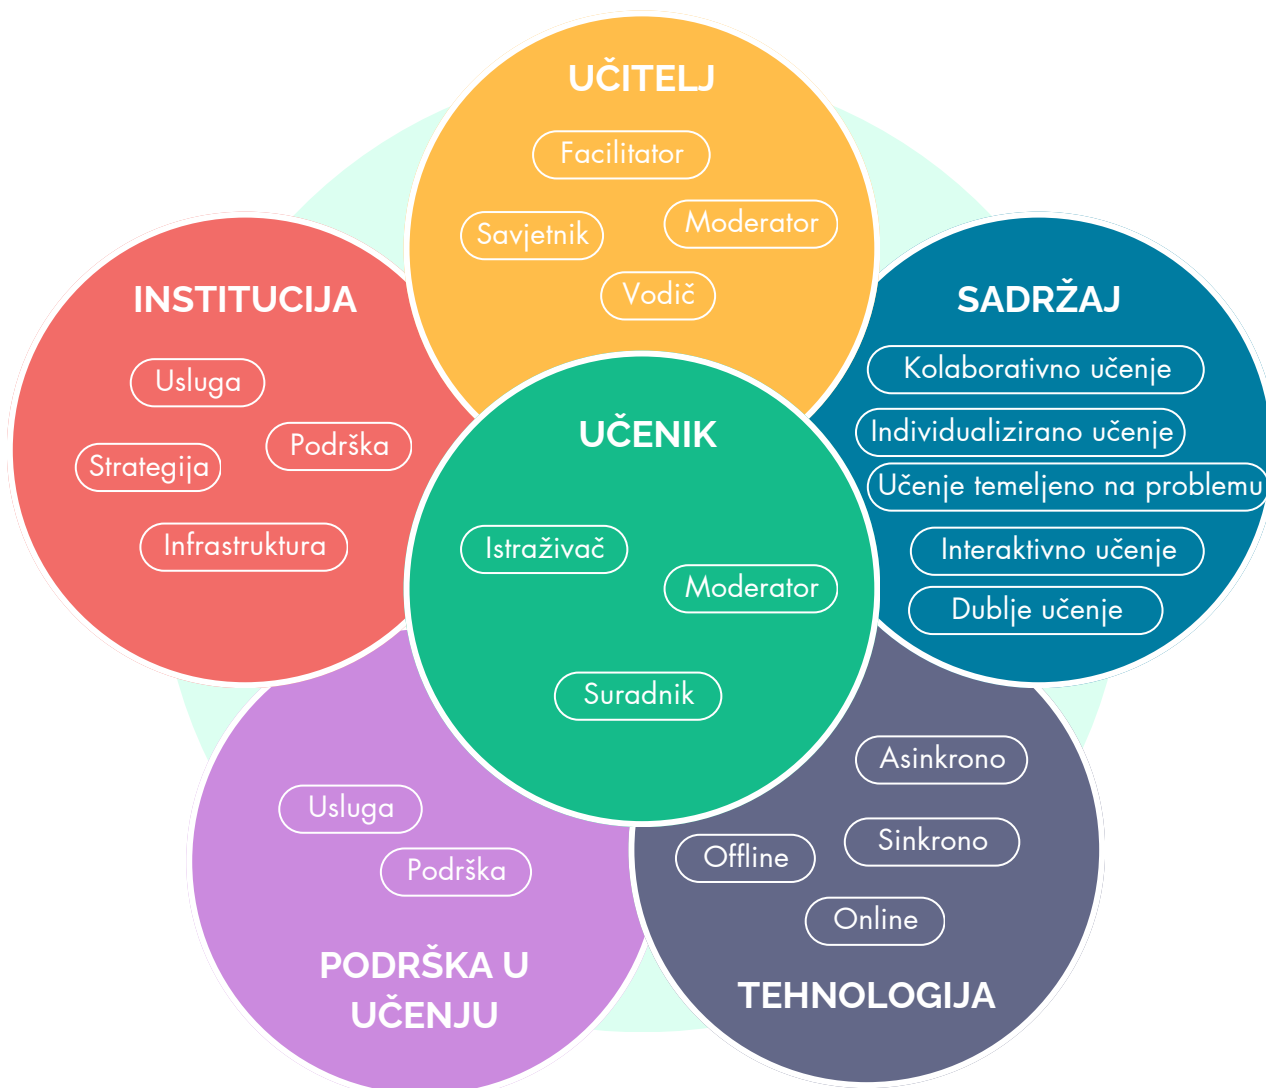 UČITELJ
Facilitator
Savjetnik
Moderator
Vodič
INSTITUCIJA
Usluga
Podrška
Strategija
Infrastruktura
SADRŽAJ
Kolaborativno učenje
Individualizirano učenje
Učenje temeljeno na problemu
Interaktivno učenje
Dublje učenje
UČENIK
Istraživač
Moderator
Suradnik
Usluga
Podrška
PODRŠKA U
UČENJU
Asinkrono
Sinkrono
Offline
Online
TEHNOLOGIJA